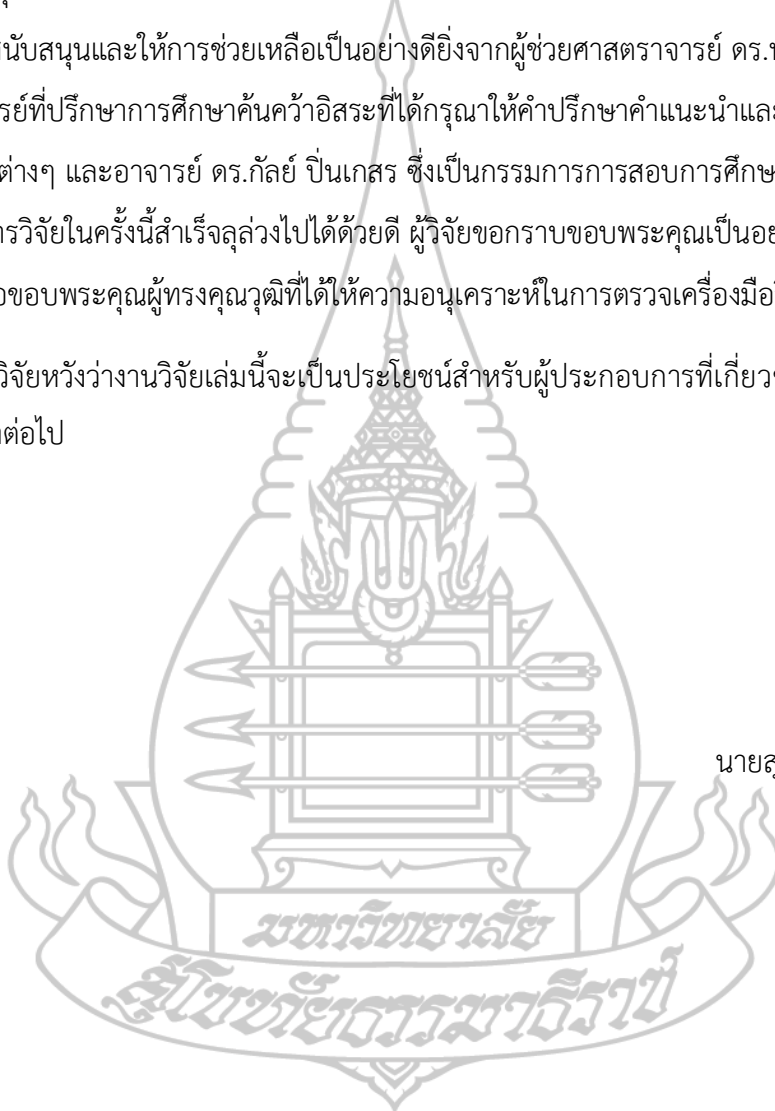 นับสนุนและให้การช่วยเหลือเป็นอย่างดียิ่งจากผู้ช่วยศาสตราจารย์ ดร.
รย์ที่ปรึกษาการศึกษาค้นคว้าอิสระที่ได้กรุณาให้คำปรึกษาคำแนะนำและ
ต่างๆ และอาจารย์ ดร.กัลย์ ปิ่นเกสร ซึ่งเป็นกรรมการการสอบการศึกษ
ารวิจัยในครั้งนี้สำเร็จลุล่วงไปได้ด้วยดี ผู้วิจัยขอกราบขอบพระคุณเป็นอย
อขอบพระคุณผู้ทรงคุณวุฒิที่ได้ให้ความอนุเคราะห์ในการตรวจเครื่องมือ
วิจัยหวังว่างานวิจัยเล่มนี้จะเป็นประโยชน์สำหรับผู้ประกอบการที่เกี่ยว
ต่อไป
นายสุ
มหาวิทยาลัย
สุโขทัยธรรมาธิราช